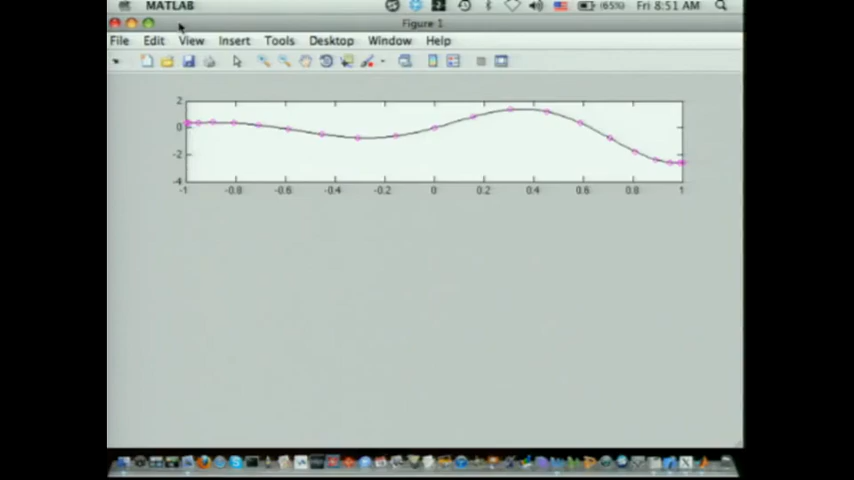 MATLAB (65%) Fri 8:51 AM
Figure 1
File Edit View Insert Tools Desktop Window Help
2
0
-2
-4
-1 -0.8 -0.6 -0.4 -0.2 0 0.2 0.4 0.6 0.8 1